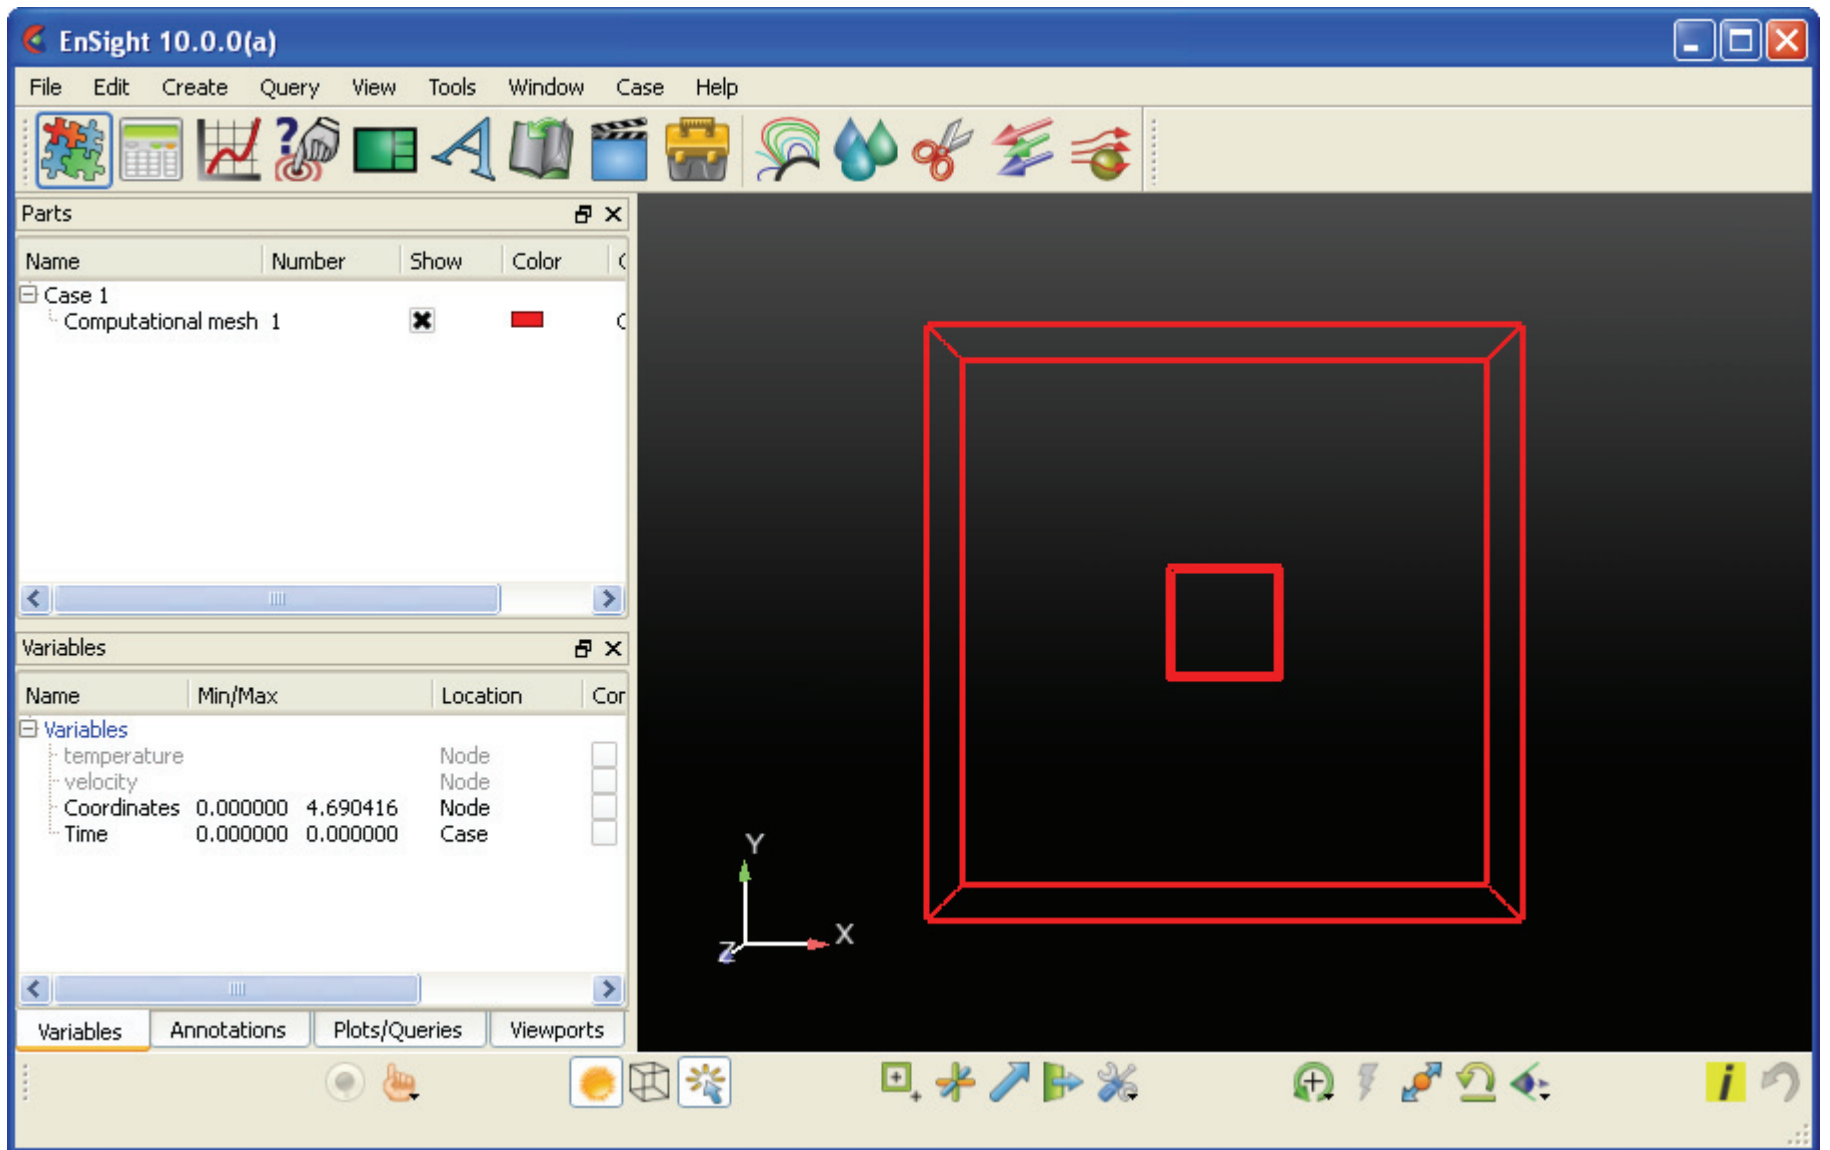 EnSight 10.0.0(a)
File Edit Create Query View Tools Window Case Help
Parts
Name Number Show Color
Case 1
Computational mesh 1
Variables
Name Min/Max Location Cor
Variables
temperature Node
velocity Node
Coordinates 0.000000 4.690416 Node
Time 0.000000 0.000000 Case
Y
X
Z
Variables Annotations Plots/Queries Viewports